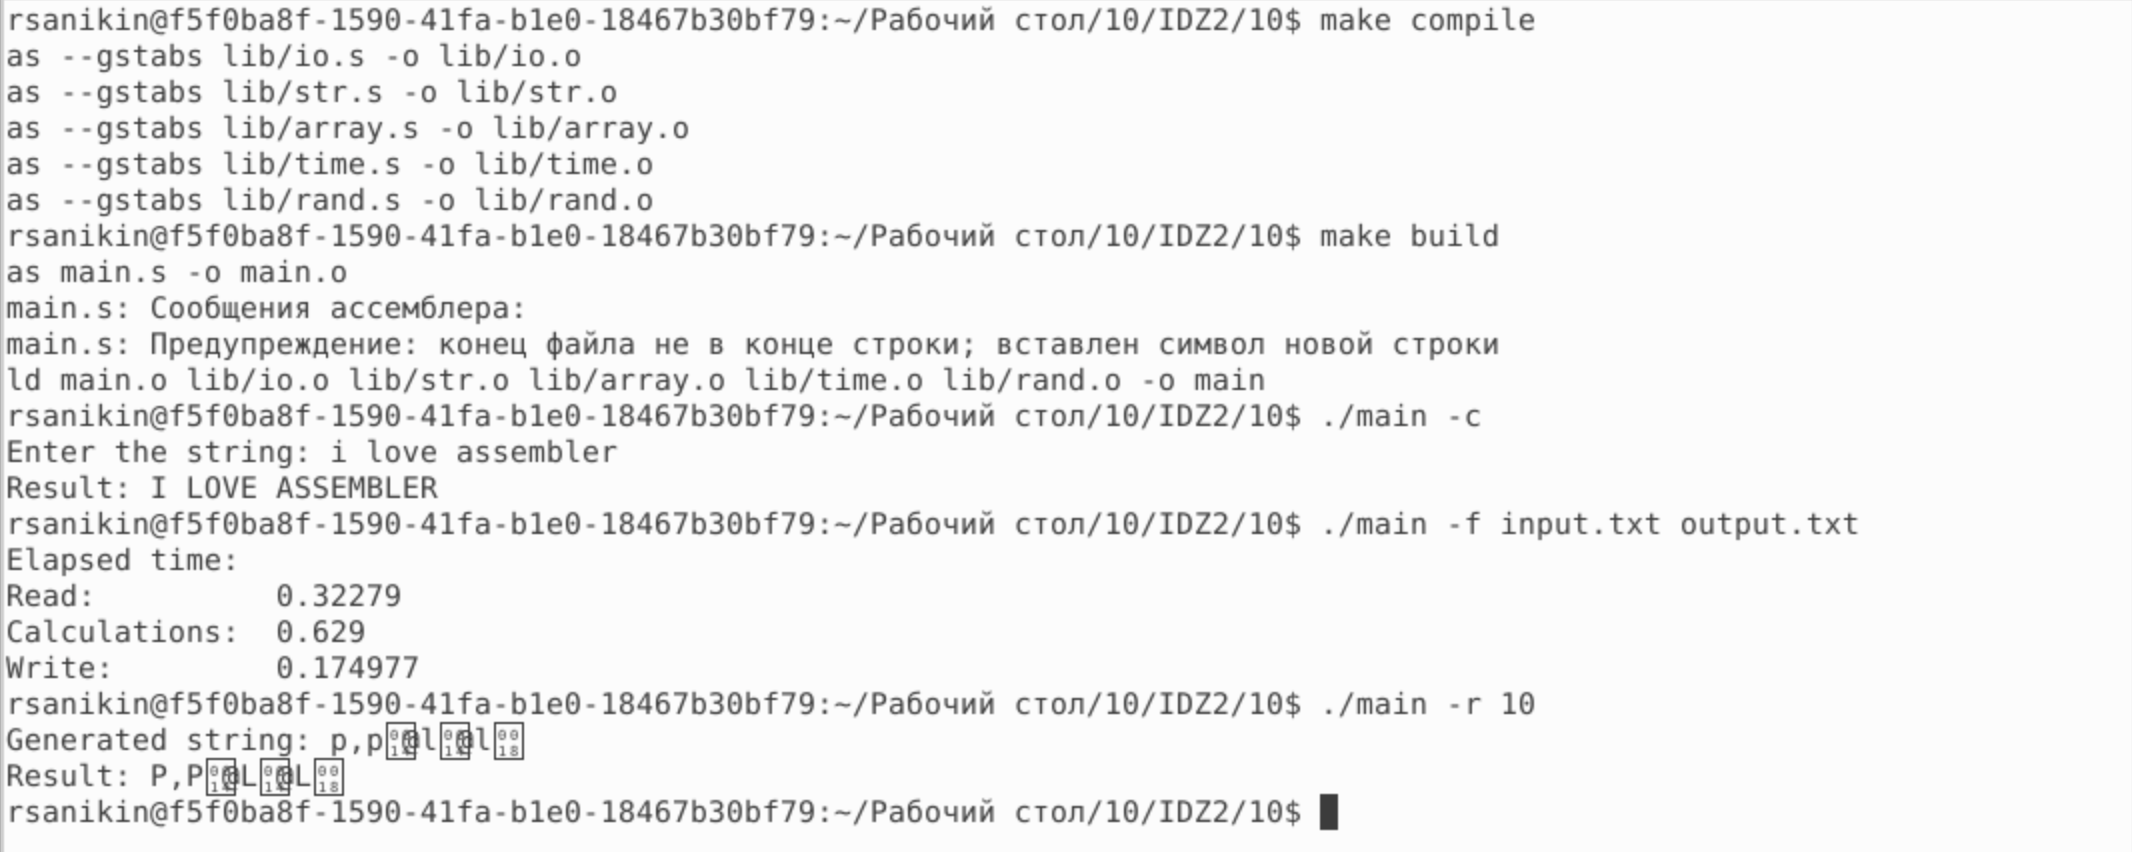 rsanikin@f5f0ba8f-1590-41fa-b1e0-18467b30bf79:~/Рабочий стол/10/IDZ2/10$ make compile
as --gstabs lib/io.s -o lib/io.o
as --gstabs lib/str.s -o lib/str.o
as --gstabs lib/array.s -o lib/array.o
as --gstabs lib/time.s -o lib/time.o
as --gstabs lib/rand.s -o lib/rand.o
rsanikin@f5f0ba8f-1590-41fa-b1e0-18467b30bf79:~/Рабочий стол/10/IDZ2/10$ make build
as main.s -o main.o
main.s: Сообщения ассемблера:
main.s: Предупреждение: конец файла не в конце строки; вставлен символ новой строки
ld main.o lib/io.o lib/str.o lib/array.o lib/time.o lib/rand.o -o main
rsanikin@f5f0ba8f-1590-41fa-b1e0-18467b30bf79:~/Рабочий стол/10/IDZ2/10$ ./main -c
Enter the string: i love assembler
Result: I LOVE ASSEMBLER
rsanikin@f5f0ba8f-1590-41fa-b1e0-18467b30bf79:~/Рабочий стол/10/IDZ2/10$ ./main -f input.txt output.txt
Elapsed time:
Read:          0.32279
Calculations:  0.629
Write:         0.174977
rsanikin@f5f0ba8f-1590-41fa-b1e0-18467b30bf79:~/Рабочий стол/10/IDZ2/10$ ./main -r 10
Generated string: p,p@l@l
Result: P,P@L@L
rsanikin@f5f0ba8f-1590-41fa-b1e0-18467b30bf79:~/Рабочий стол/10/IDZ2/10$